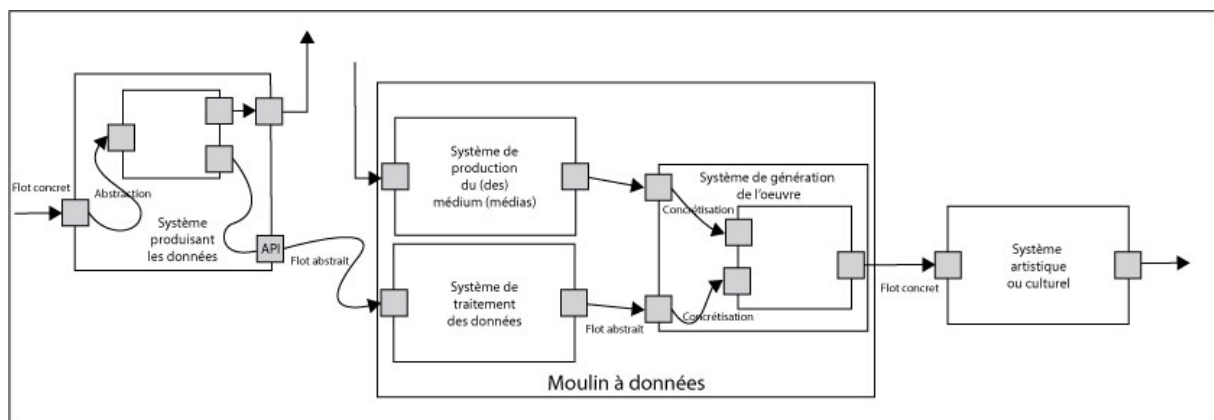 Flot concret
Abstraction
Système
produisant
les données
API
Flot abstrait
Système de
production
du (des)
médium (médias)
Système de
traitement
des données
Flot abstrait
Système de génération
de l'oeuvre
Concrétisation
Concrétisation
Moulin à données
Flot concret
Système
artistique
ou culturel